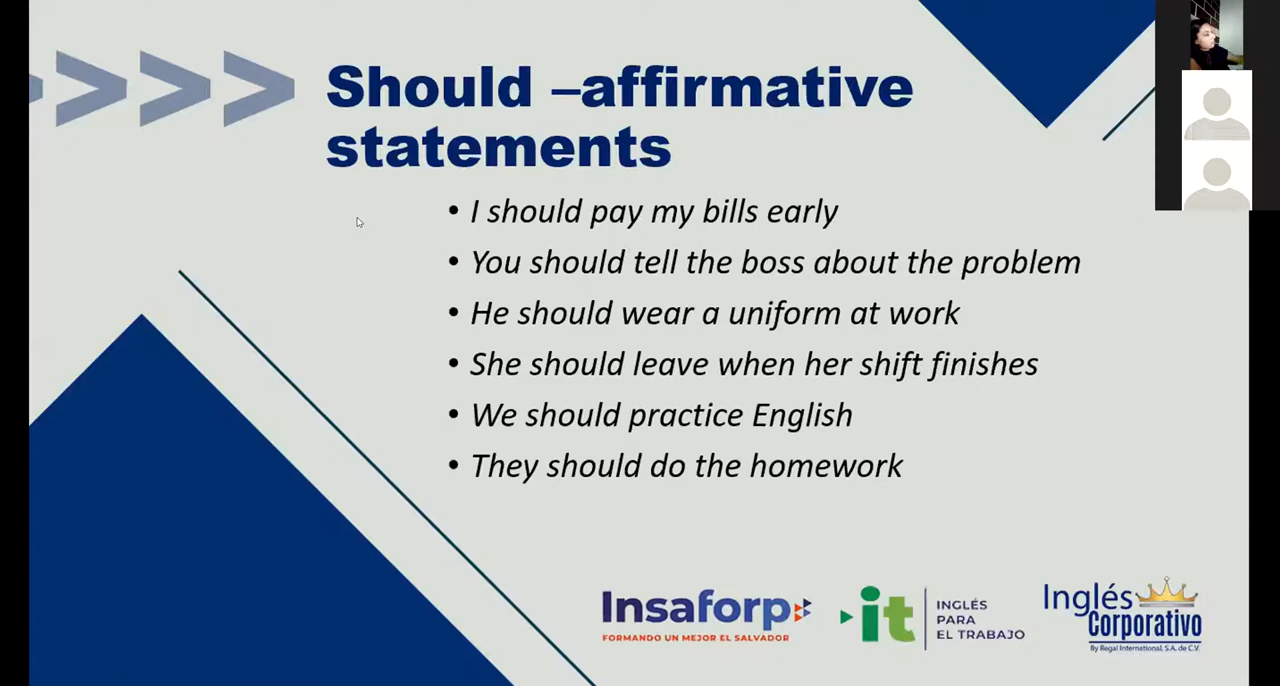 Should –affirmative
statements
• I should pay my bills early
• You should tell the boss about the problem
• He should wear a uniform at work
• She should leave when her shift finishes
• We should practice English
• They should do the homework
Insaforp
FORMANDO UN MEJOR EL SALVADOR
it
INGLÉS
PARA
EL TRABAJO
Inglés
Corporativo
By Regal International, S.A. de C.V.